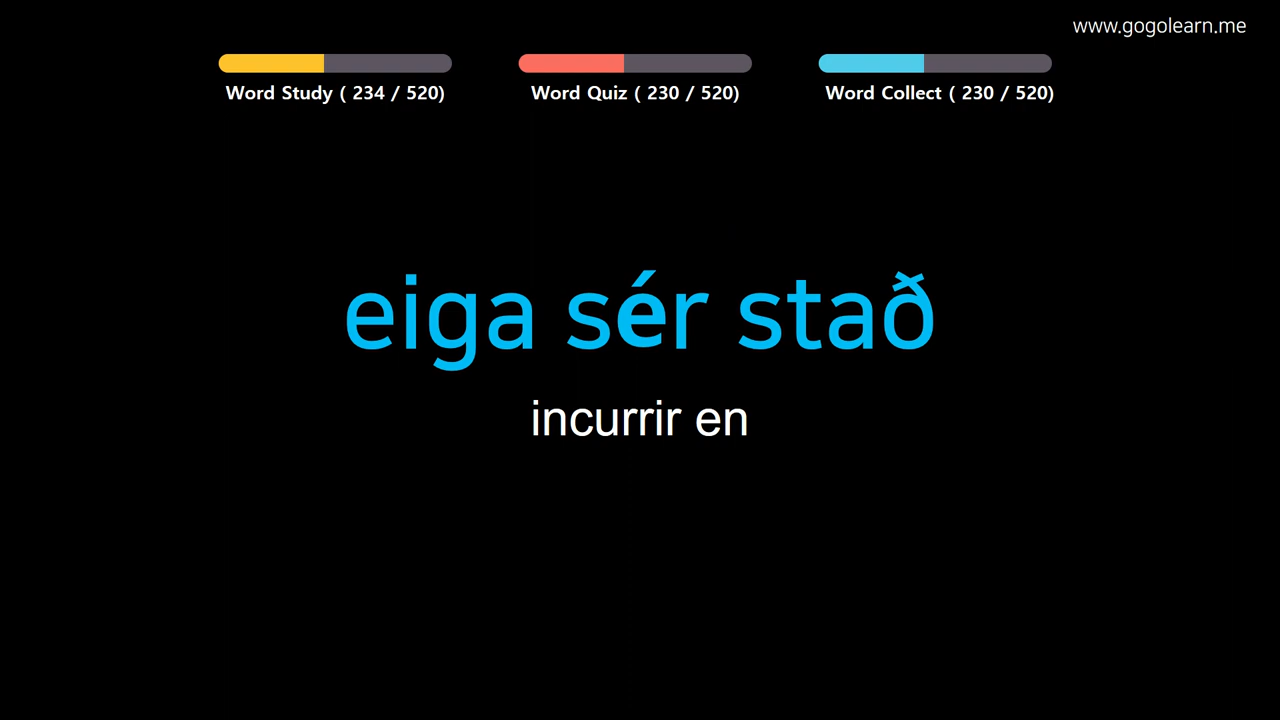 www.gogolearn.me
Word Study ( 234 / 520)
Word Quiz ( 230 / 520)
Word Collect ( 230 / 520)
eiga sér stað
incurrir en